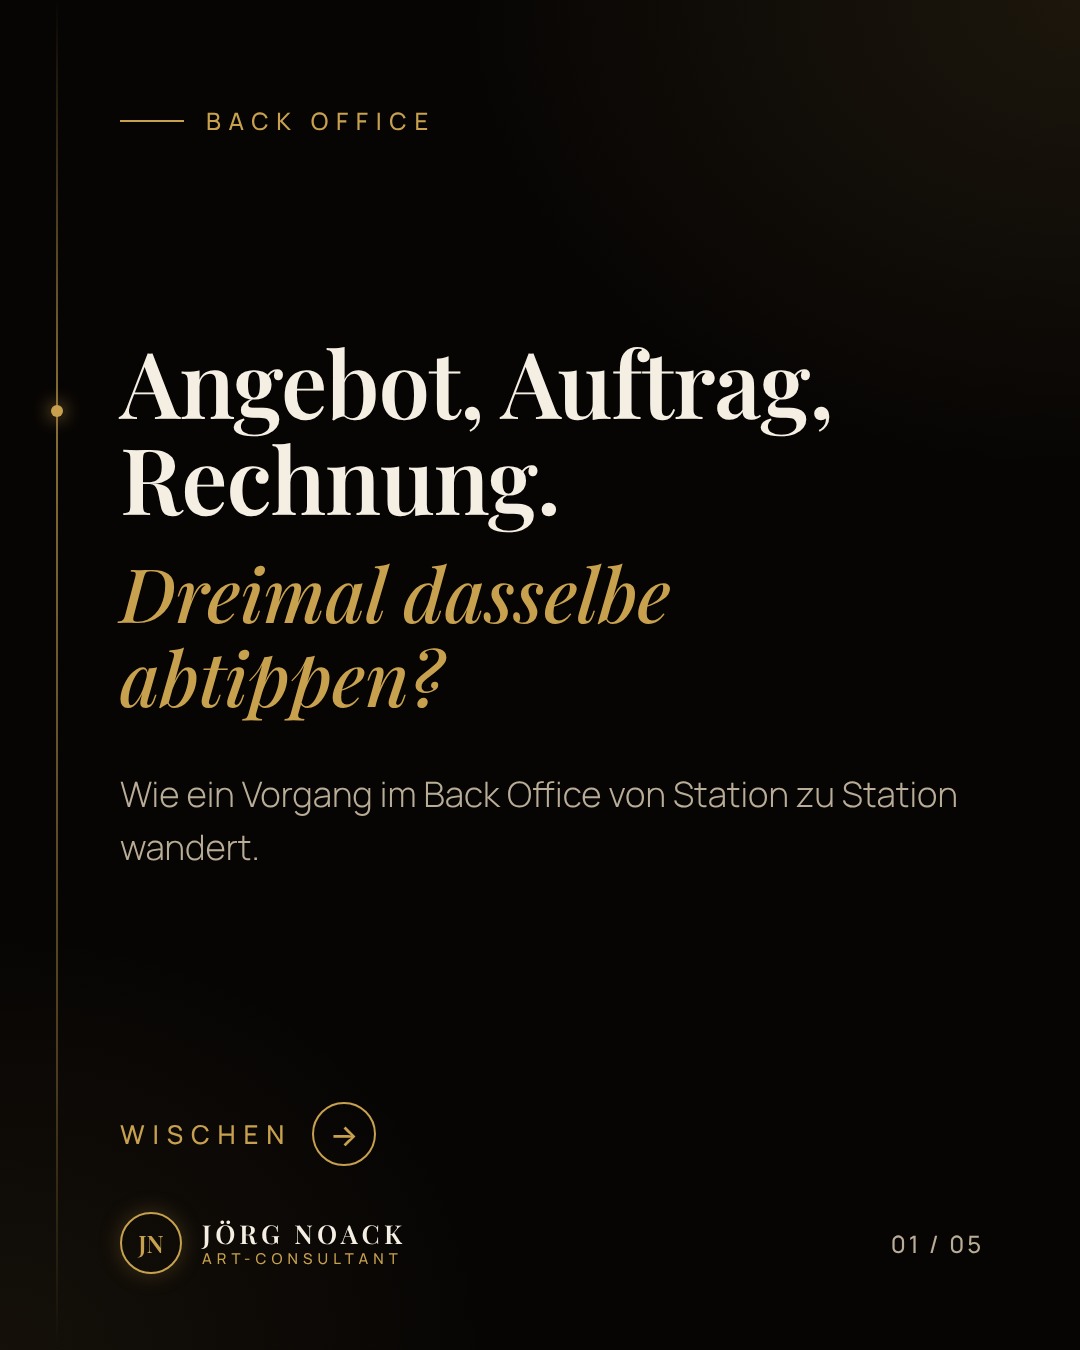 BACK OFFICE
Angebot, Auftrag,
Rechnung.
Dreimal dasselbe
abtippen?
Wie ein Vorgang im Back Office von Station zu Station
wandert.
WISCHEN →
JN
JÖRG NOACK
ART-CONSULTANT
01 / 05